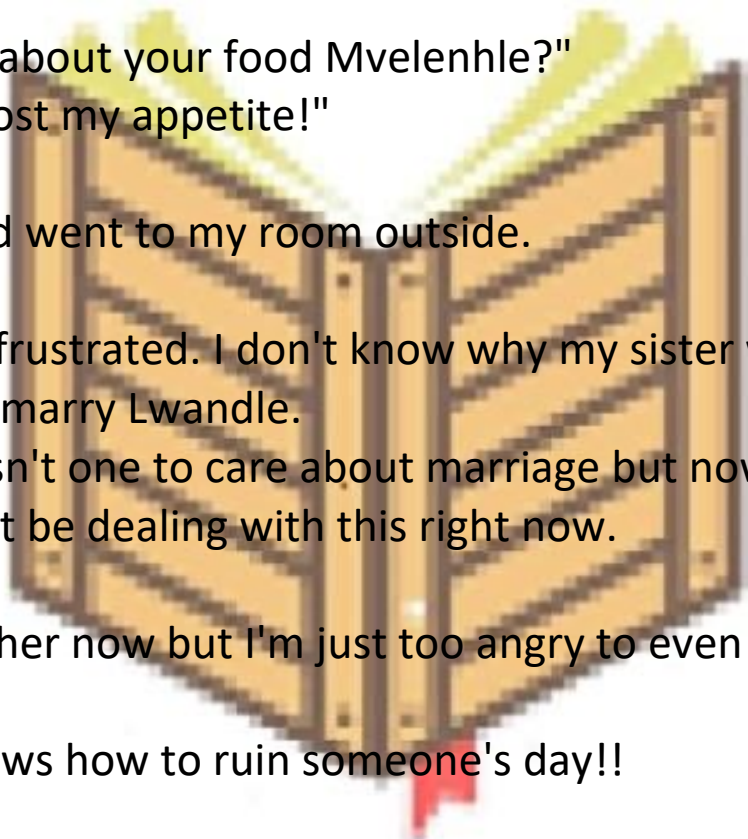 about your food Mvelenhle?"
ost my appetite!"
d went to my room outside.
frustrated. I don't know why my sister
marry Lwandle.
sn't one to care about marriage but nov
t be dealing with this right now.
her now but I'm just too angry to even
ws how to ruin someone's day!!